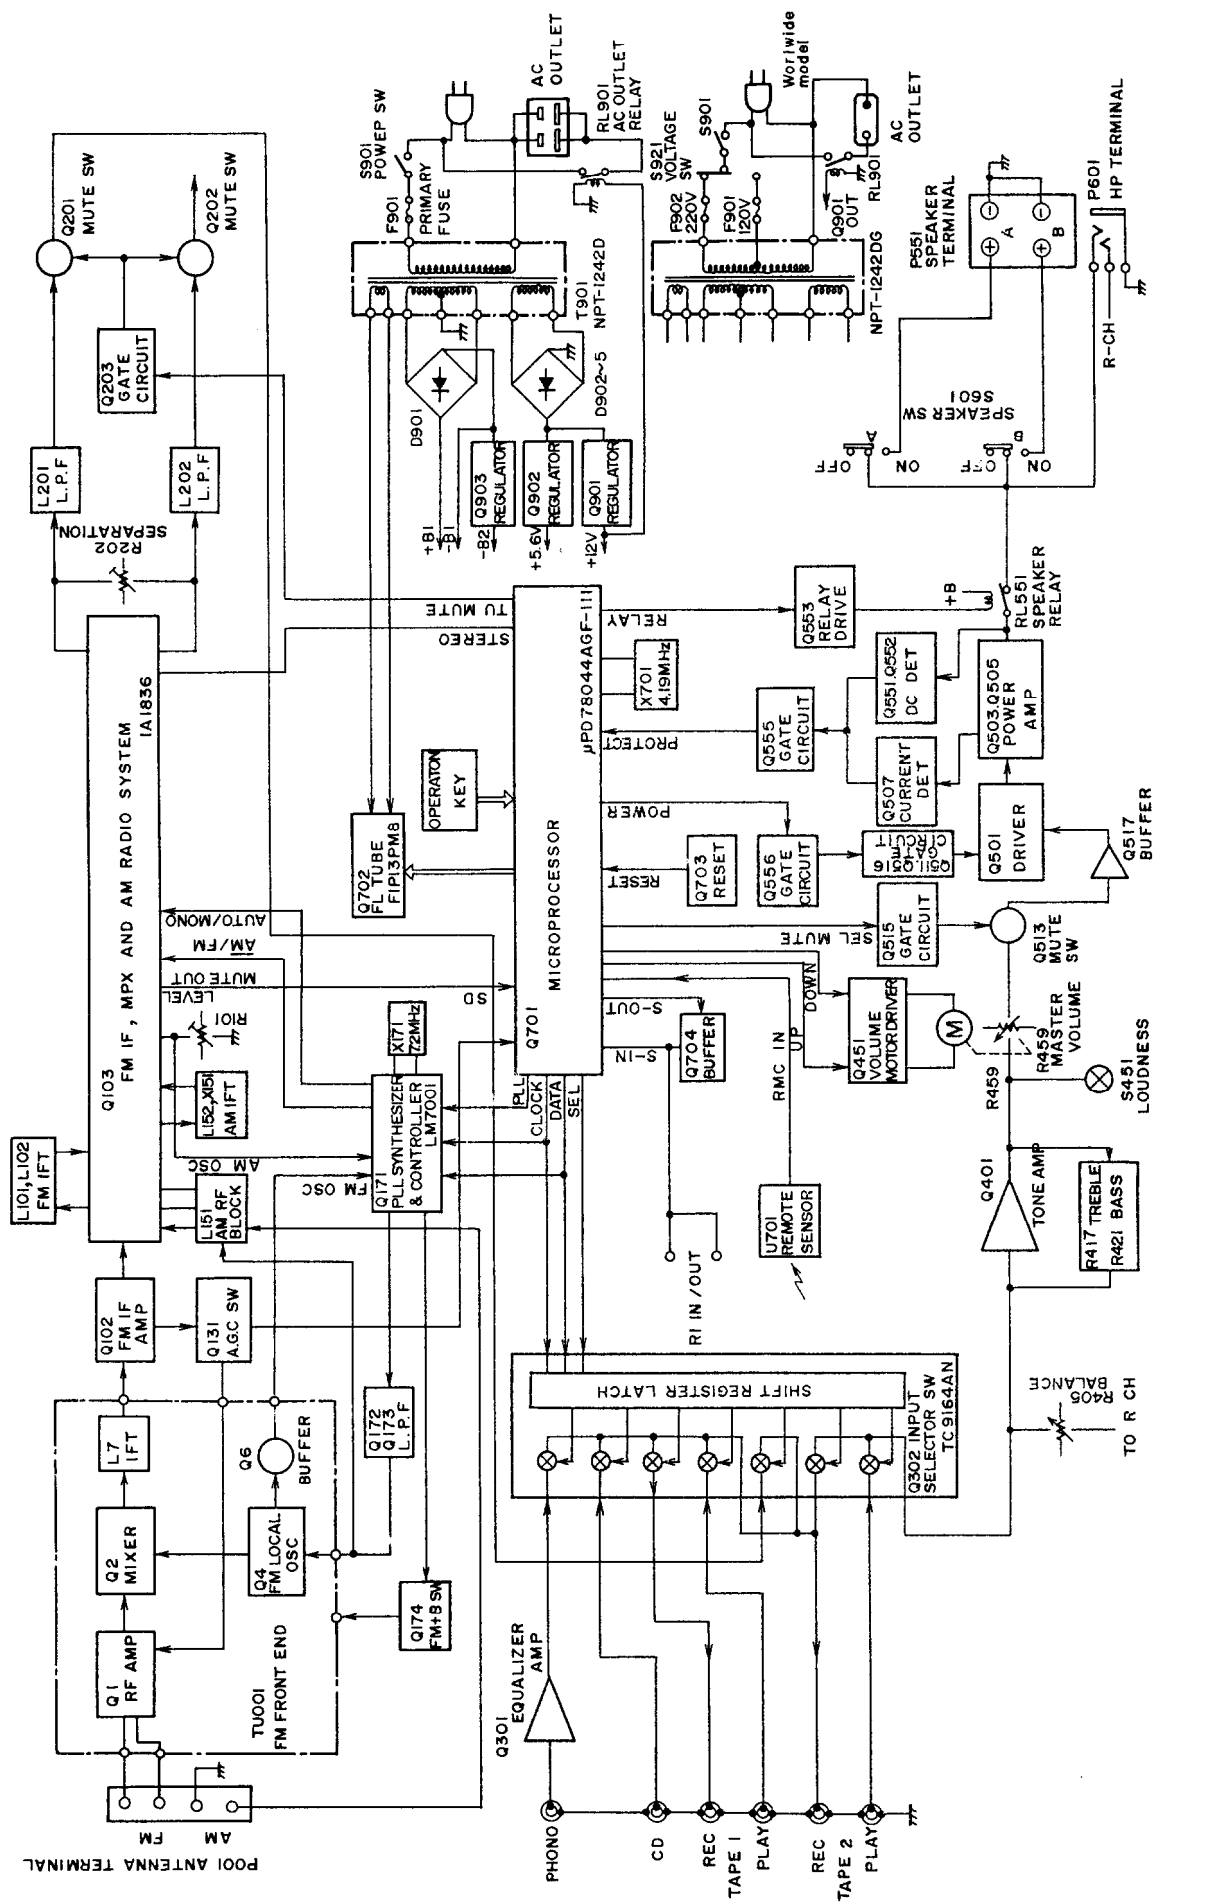 P001 ANTENNA TERMINAL
FM
AM
Q1
RF AMP
Q2
MIXER
L7
IFT
Q4
FM LOCAL
OSC
Q6
BUFFER
TU001
FM FRONT END
Q174
FM+B SW
Q172
Q173
L.P.F
Q102
FM IF
AMP
Q131
A.G.C SW
L101,L102
FM IFT
Q103
FM IF, MPX AND AM RADIO SYSTEM
1A1836
L151
AM RF
BLOCK
AM OSC
FM OSC
L152,X151
AM IFT
R101
LEVEL
MUTE OUT
AM/FM
AUTO/MONO
Q171
PLL SYNTHESIZER
& CONTROLLER
LM7001
X171
7.2MHz
R202
SEPARATION
L201
L.P.F
L202
L.P.F
Q203
GATE
CIRCUIT
Q201
MUTE SW
Q202
MUTE SW
STEREO
TU MUTE
SD
PLL
CLOCK
DATA
SEL
Q701
MICROPROCESSOR
µPD78044AGF-111
Q702
FL TUBE
FIP13PM8
OPERATON
KEY
S901
POWEP SW
F901
PRIMARY
FUSE
AC
OUTLET
RL901
AC OUTLET
RELAY
T901
NPT-1242D
D901
D902~5
Q903
REGULATOR
Q902
REGULATOR
Q901
REGULATOR
+B1
-B1
-B2
+5.6V
+12V
S921
VOLTAGE
SW
S901
F902
220V
F901
120V
Q901
OUT
RL901
AC
OUTLET
Worlwide
model
NPT-1242DG
S-IN
S-OUT
Q704
BUFFER
RI IN/OUT
U701
REMOTE
SENSOR
RMC IN
UP
DOWN
Q451
VOLUME
MOTOR DRIVER
M
SEL MUTE
Q515
GATE
CIRCUIT
RESET
Q703
RESET
POWER
Q556
GATE
CIRCUIT
Q511,Q516
GATE
CIRCUIT
PROTECT
Q555
GATE
CIRCUIT
X701
4.19MHz
RELAY
Q553
RELAY
DRIVE
Q507
CURRENT
DET
Q551,Q552
DC DET
Q501
DRIVER
Q503,Q505
POWER
AMP
+B
RL551
SPEAKER
RELAY
Q517
BUFFER
Q513
MUTE
SW
R459
MASTER
VOLUME
R459
S451
LOUDNESS
Q401
TONE AMP
R417 TREBLE
R421 BASS
R405
BALANCE
TO R CH
OFF
A
ON
OFF
B
ON
SPEAKER SW
S601
P551
SPEAKER
TERMINAL
A
B
P601
HP TERMINAL
R-CH
Q302 INPUT
SELECTOR SW
TC9164AN
SHIFT REGISTER LATCH
Q301
EQUALIZER
AMP
PHONO
CD
REC
TAPE 1
PLAY
REC
TAPE 2
PLAY